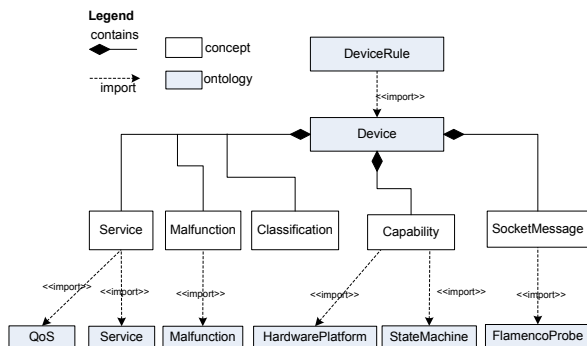 Legend
contains
concept
import
ontology
DeviceRule
<<import>>
Device
Service
Malfunction
Classification
Capability
SocketMessage
<<import>>
<<import>>
<<import>>
<<import>>
<<import>>
<<import>>
QoS
Service
Malfunction
HardwarePlatform
StateMachine
FlamencoProbe